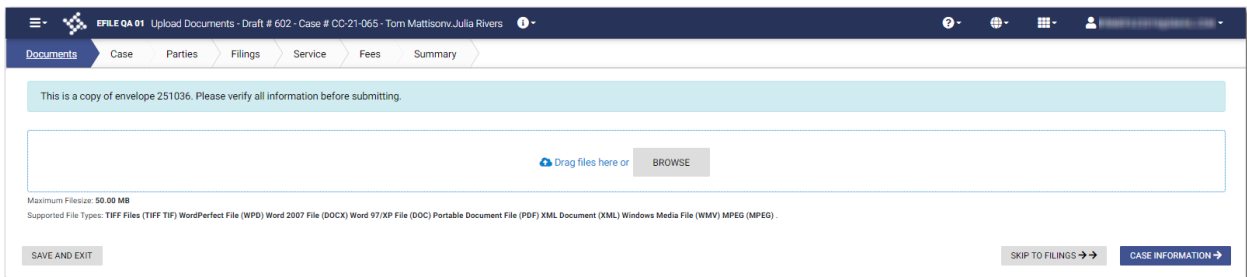 EFILE QA 01 Upload Documents - Draft # 602 - Case # CC-21-065 - Tom Mattisonv.Julia Rivers
Documents Case Parties Filings Service Fees Summary
This is a copy of envelope 251036. Please verify all information before submitting.
Drag files here or BROWSE
Maximum Filesize: 50.00 MB
Supported File Types: TIFF Files (TIFF TIF) WordPerfect File (WPD) Word 2007 File (DOCX) Word 97/XP File (DOC) Portable Document File (PDF) XML Document (XML) Windows Media File (WMV) MPEG (MPEG) .
SAVE AND EXIT SKIP TO FILINGS CASE INFORMATION